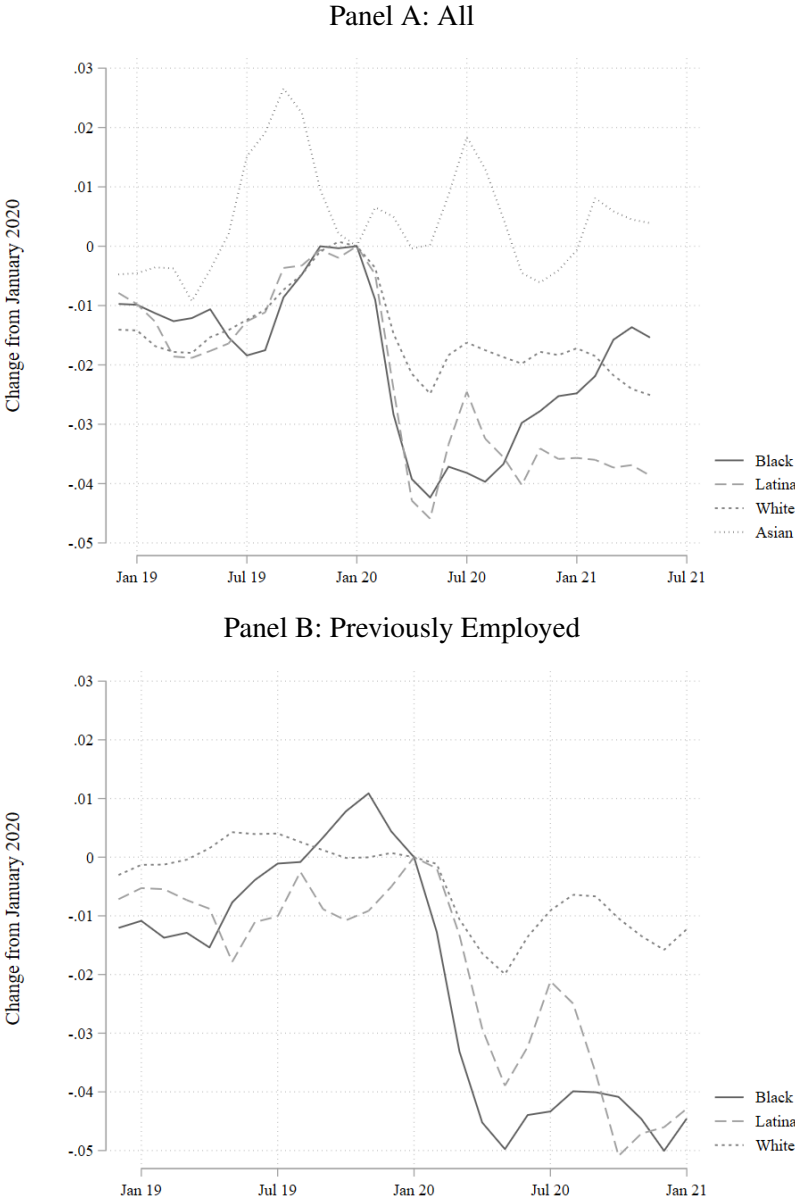 Panel A: All
Change from January 2020
.03
.02
.01
0
-.01
-.02
-.03
-.04
-.05
Jan 19
Jul 19
Jan 20
Jul 20
Jan 21
Jul 21
Black
Latina
White
Asian
Panel B: Previously Employed
Change from January 2020
.03
.02
.01
0
-.01
-.02
-.03
-.04
-.05
Jan 19
Jul 19
Jan 20
Jul 20
Jan 21
Black
Latina
White